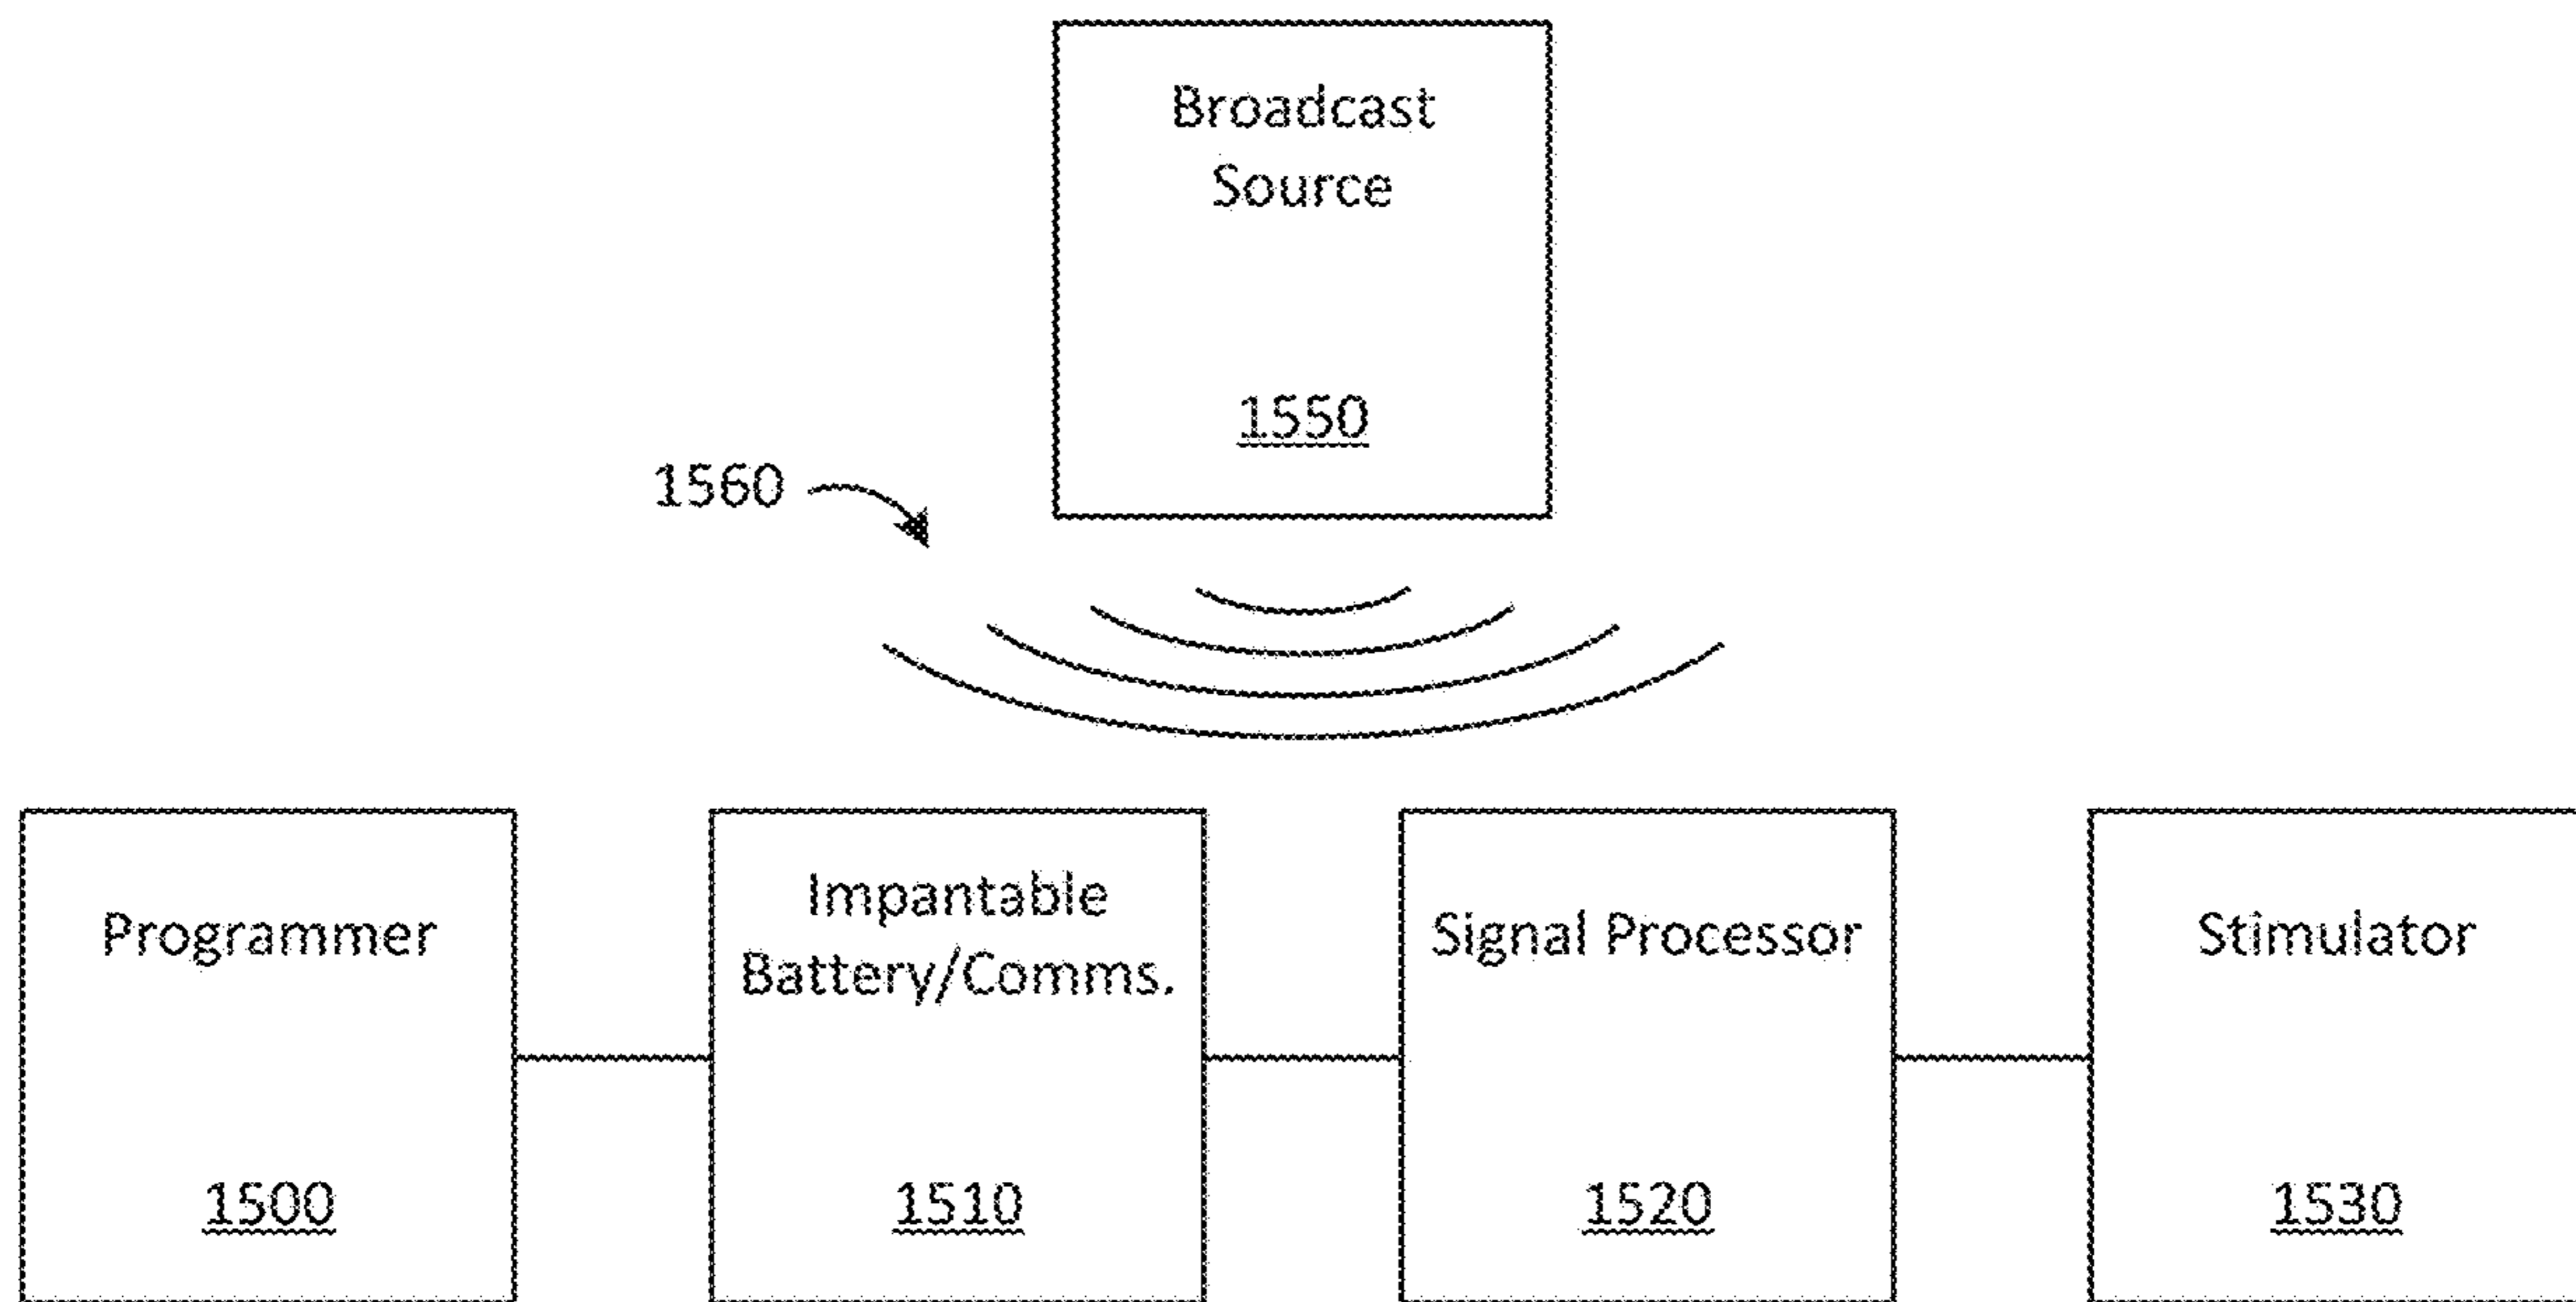 Broadcast
Source
1550
1560
Programmer
1500
Impantable
Battery/Comms.
1510
Signal Processor
1520
Stimulator
1530